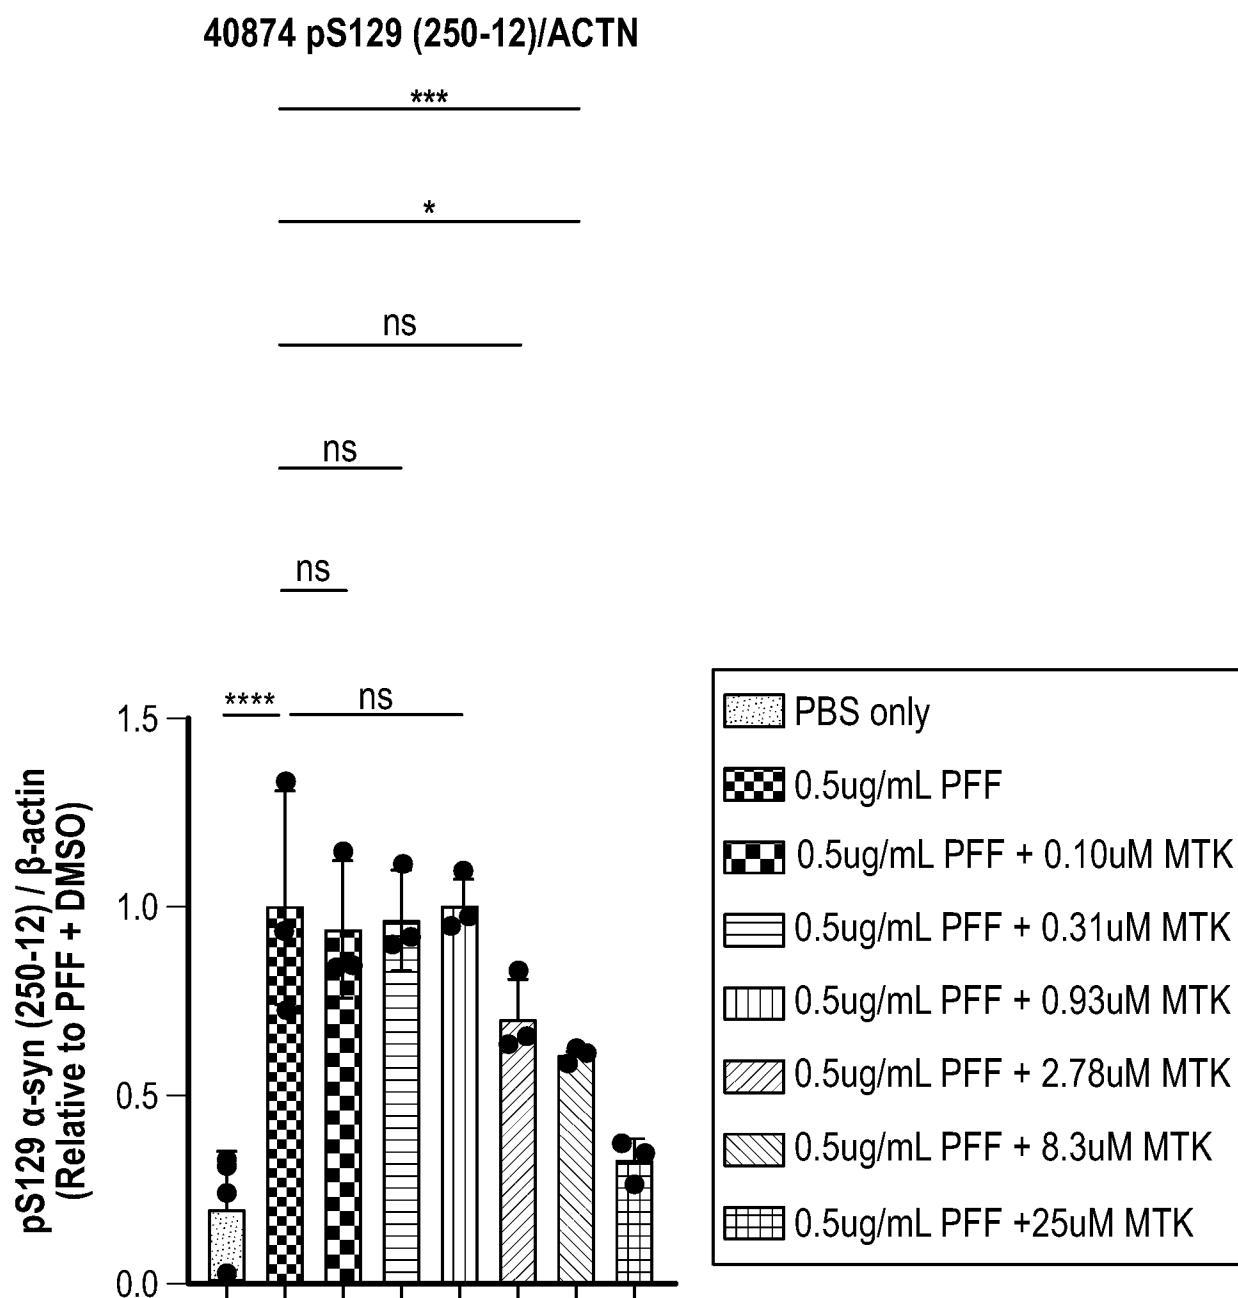 40874 pS129 (250-12)/ACTN
***
*
ns
ns
ns
**** ns
1.5
1.0
0.5
0.0
pS129 α-syn (250-12) / β-actin
(Relative to PFF + DMSO)
PBS only
0.5ug/mL PFF
0.5ug/mL PFF + 0.10uM MTK
0.5ug/mL PFF + 0.31uM MTK
0.5ug/mL PFF + 0.93uM MTK
0.5ug/mL PFF + 2.78uM MTK
0.5ug/mL PFF + 8.3uM MTK
0.5ug/mL PFF +25uM MTK